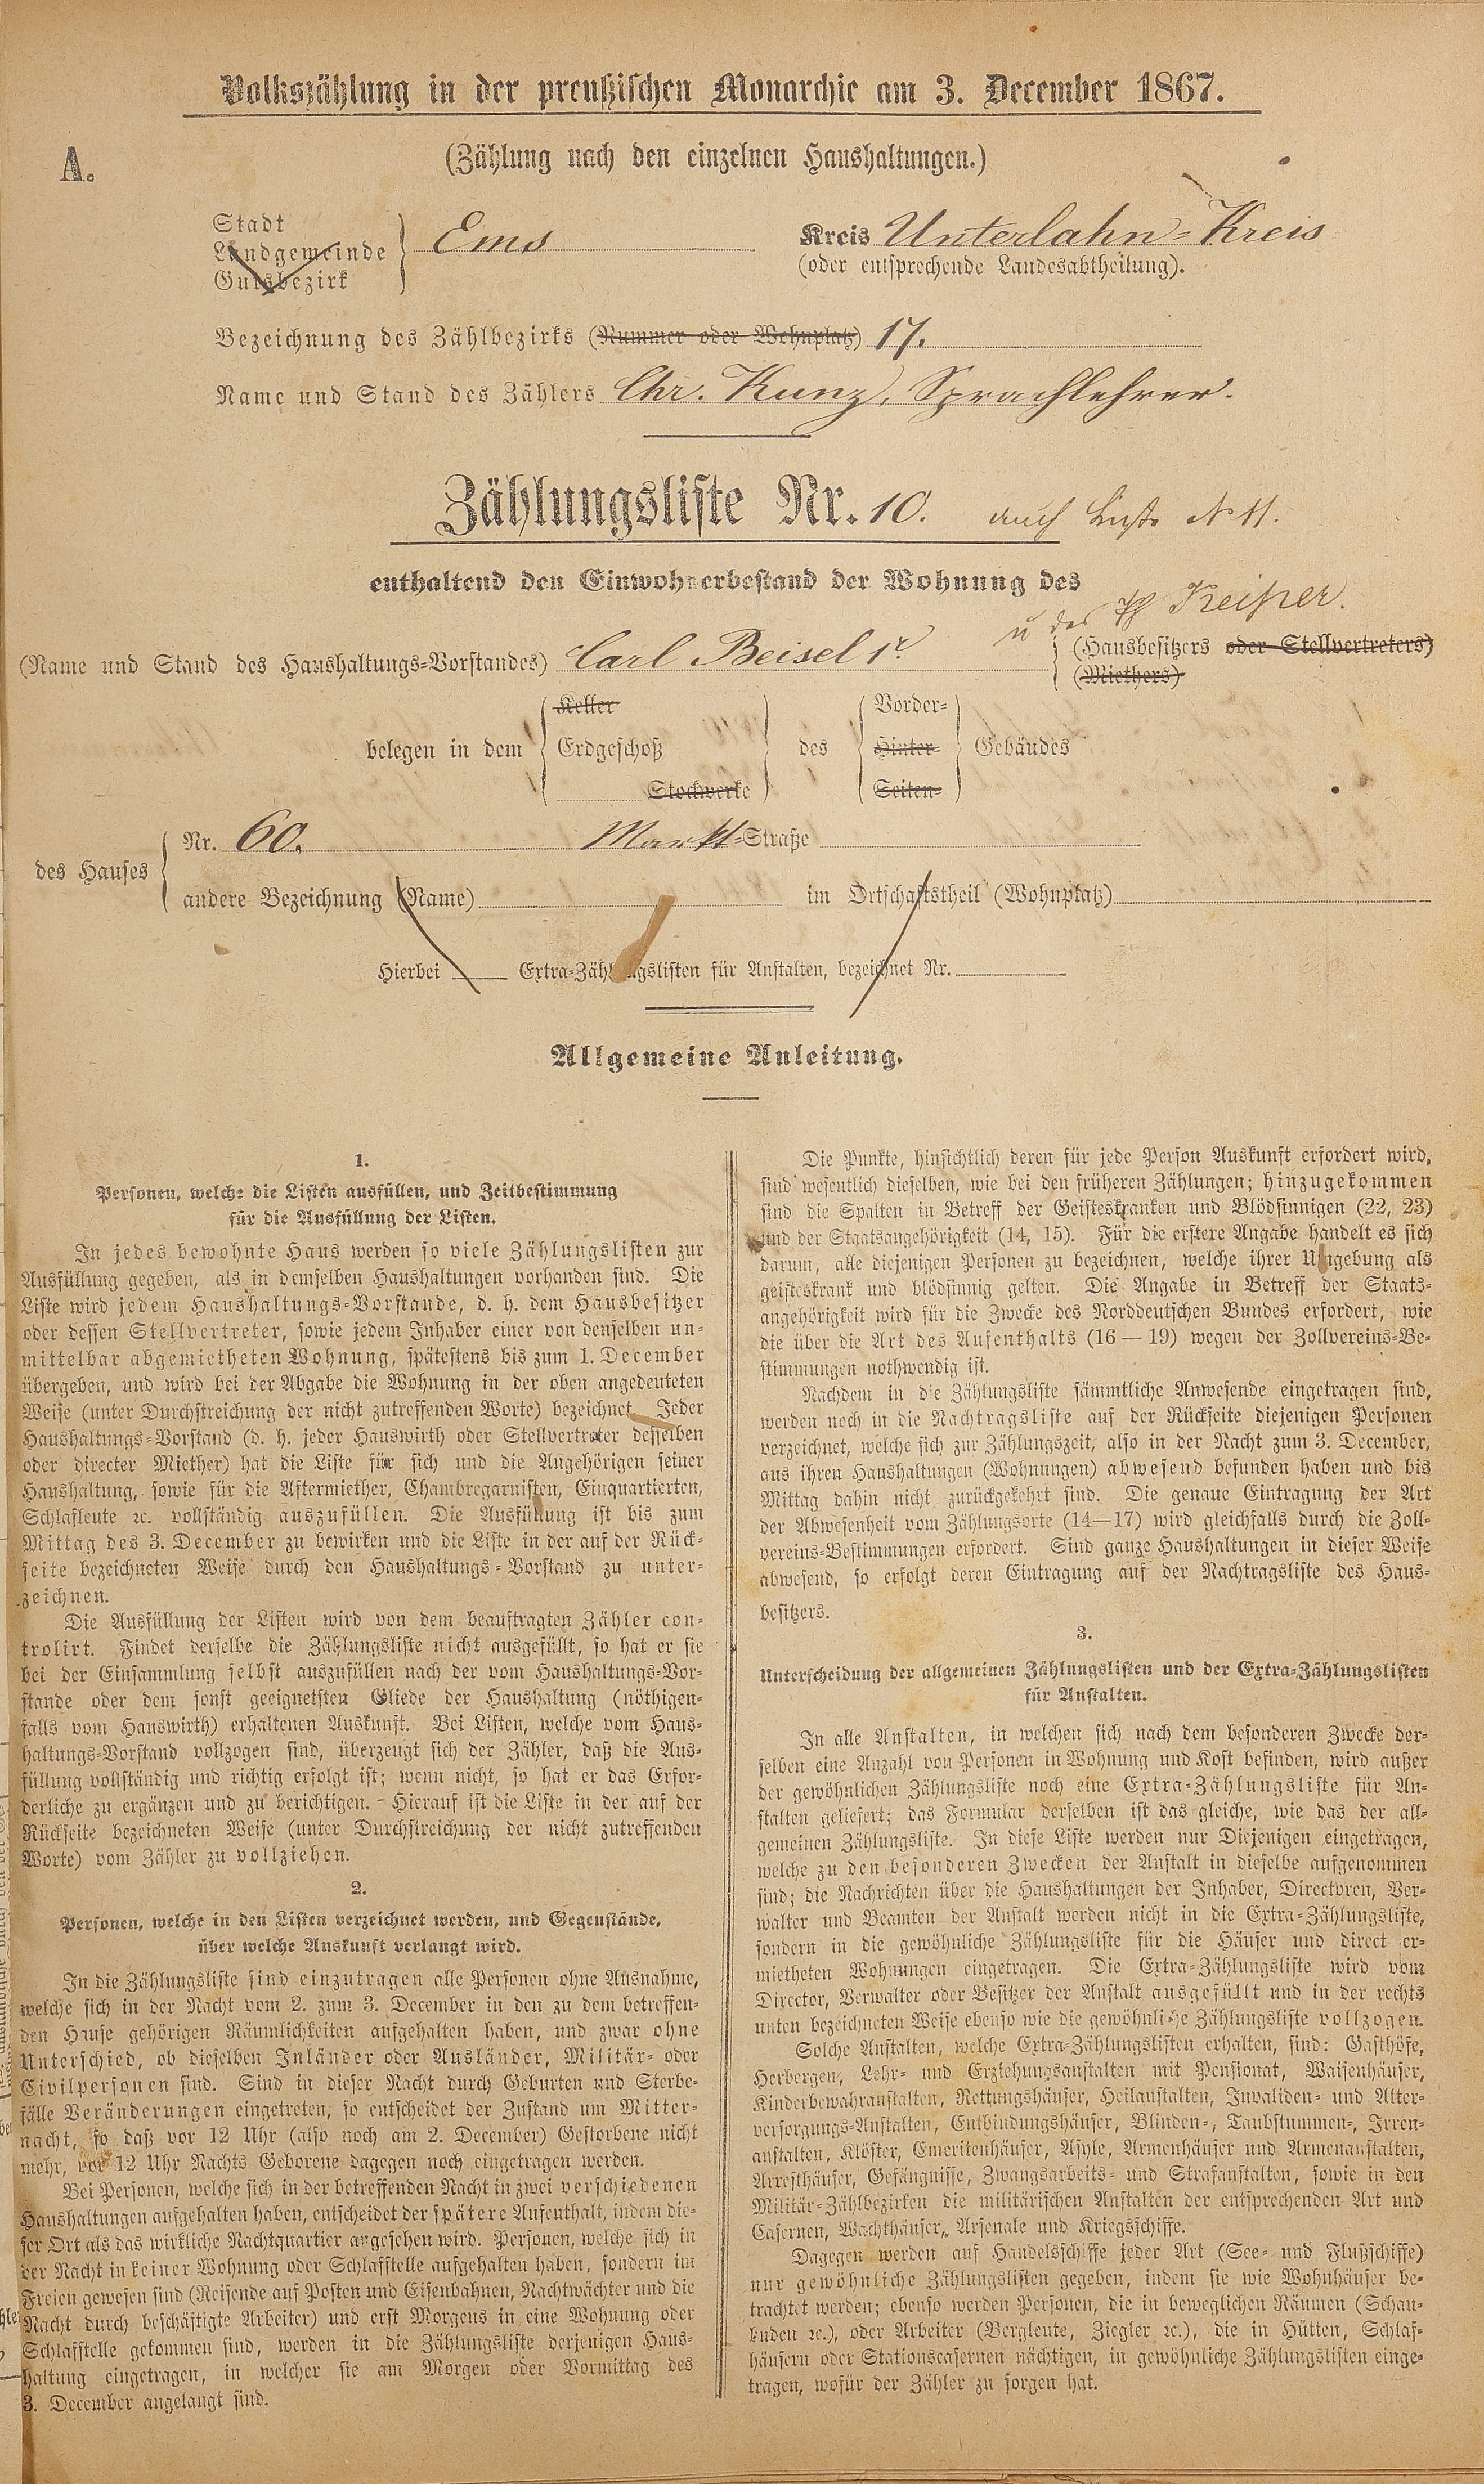 Volkszählung in der preußischen Monarchie am 3. December 1867.
A.
(Zählung nach den einzelnen Haushaltungen.)
Stadt
Landgemeinde
Gutsbezirk
Ems
Kreis Unterlahn-Kreis
(oder entsprechende Landesabtheilung).
Bezeichnung des Zählbezirks (Nummer oder Wohnplatz) 17.
Name und Stand des Zählers Chr. Kunz, Sprachlehrer.
Zählungsliste Nr. 10. auch Liste No 11.
enthaltend den Einwohnerbestand der Wohnung des
u des Keiper.
(Name und Stand des Haushaltungs-Vorstandes) Carl Beisel 1r
(Hausbesitzers oder Stellvertreters)
(Miethers)
belegen in dem
Keller
Erdgeschoß
Stockwerke
des
Vorder-
Hinter-
Seiten-
Gebäudes
des Hauses
Nr. 60. Markt-Straße
andere Bezeichnung (Name) im Ortschaftstheil (Wohnplatz)
Hierbei Extra-Zählungslisten für Anstalten, bezeichnet Nr.
Allgemeine Anleitung.
1.
Personen, welche die Listen ausfüllen, und Zeitbestimmung
für die Ausfüllung der Listen.
In jedes bewohnte Haus werden so viele Zählungslisten zur
Ausfüllung gegeben, als in demselben Haushaltungen vorhanden sind. Die
Liste wird jedem Haushaltungs-Vorstande, d. h. dem Hausbesitzer
oder dessen Stellvertreter, sowie jedem Inhaber einer von denselben un-
mittelbar abgemietheten Wohnung, spätestens bis zum 1. December
übergeben, und wird bei der Abgabe die Wohnung in der oben angedeuteten
Weise (unter Durchstreichung der nicht zutreffenden Worte) bezeichnet. Jeder
Haushaltungs-Vorstand (d. h. jeder Hauswirth oder Stellvertreter desselben
oder directer Miether) hat die Liste für sich und die Angehörigen seiner
Haushaltung, sowie für die Aftermiether, Chambregarnisten, Einquartierten,
Schlafleute ꝛc. vollständig auszufüllen. Die Ausfüllung ist bis zum
Mittag des 3. December zu bewirken und die Liste in der auf der Rück-
seite bezeichneten Weise durch den Haushaltungs-Vorstand zu unter-
zeichnen.
Die Ausfüllung der Listen wird von dem beauftragten Zähler con-
trolirt. Findet derselbe die Zählungsliste nicht ausgefüllt, so hat er sie
bei der Einsammlung selbst auszufüllen nach der vom Haushaltungs-Vor-
stande oder dem sonst geeignetsten Gliede der Haushaltung (nöthigen-
falls vom Hauswirth) erhaltenen Auskunft. Bei Listen, welche vom Haus-
haltungs-Vorstand vollzogen sind, überzeugt sich der Zähler, daß die Aus-
füllung vollständig und richtig erfolgt ist; wenn nicht, so hat er das Erfor-
derliche zu ergänzen und zu berichtigen. - Hierauf ist die Liste in der auf der
Rückseite bezeichneten Weise (unter Durchstreichung der nicht zutreffenden
Worte) vom Zähler zu vollziehen.
2.
Personen, welche in den Listen verzeichnet werden, und Gegenstände,
über welche Auskunft verlangt wird.
In die Zählungsliste sind einzutragen alle Personen ohne Ausnahme,
welche sich in der Nacht vom 2. zum 3. December in den zu dem betreffen-
den Hause gehörigen Räumlichkeiten aufgehalten haben, und zwar ohne
Unterschied, ob dieselben Inländer oder Ausländer, Militär- oder
Civilpersonen sind. Sind in dieser Nacht durch Geburten und Sterbe-
fälle Veränderungen eingetreten, so entscheidet der Zustand um Mitter-
nacht, so daß vor 12 Uhr (also noch am 2. December) Gestorbene nicht
mehr, vor 12 Uhr Nachts Geborene dagegen noch eingetragen werden.
Bei Personen, welche sich in der betreffenden Nacht in zwei verschiedenen
Haushaltungen aufgehalten haben, entscheidet der spätere Aufenthalt, indem die-
ser Ort als das wirkliche Nachtquartier angesehen wird. Personen, welche sich in
der Nacht in keiner Wohnung oder Schlafstelle aufgehalten haben, sondern im
Freien gewesen sind (Reisende auf Posten und Eisenbahnen, Nachtwächter und die
Nacht durch beschäftigte Arbeiter) und erst Morgens in eine Wohnung oder
Schlafstelle gekommen sind, werden in die Zählungsliste derjenigen Haus-
haltung eingetragen, in welcher sie am Morgen oder Vormittag des
3. December angelangt sind.
Die Punkte, hinsichtlich deren für jede Person Auskunft erfordert wird,
sind wesentlich dieselben, wie bei den früheren Zählungen; hinzugekommen
sind die Spalten in Betreff der Geisteskranken und Blödsinnigen (22, 23)
und der Staatsangehörigkeit (14, 15). Für die erstere Angabe handelt es sich
darum, alle diejenigen Personen zu bezeichnen, welche ihrer Umgebung als
geisteskrank und blödsinnig gelten. Die Angabe in Betreff der Staats-
angehörigkeit wird für die Zwecke des Norddeutschen Bundes erfordert, wie
die über die Art des Aufenthalts (16—19) wegen der Zollvereins-Be-
stimmungen nothwendig ist.
Nachdem in die Zählungsliste sämmtliche Anwesende eingetragen sind,
werden noch in die Nachtragsliste auf der Rückseite diejenigen Personen
verzeichnet, welche sich zur Zählungszeit, also in der Nacht zum 3. December,
aus ihren Haushaltungen (Wohnungen) abwesend befunden haben und bis
Mittag dahin nicht zurückgekehrt sind. Die genaue Eintragung der Art
der Abwesenheit vom Zählungsorte (14—17) wird gleichfalls durch die Zoll-
vereins-Bestimmungen erfordert. Sind ganze Haushaltungen in dieser Weise
abwesend, so erfolgt deren Eintragung auf der Nachtragsliste des Haus-
besitzers.
3.
Unterscheidung der allgemeinen Zählungslisten und der Extra-Zählungslisten
für Anstalten.
In alle Anstalten, in welchen sich nach dem besonderen Zwecke der-
selben eine Anzahl von Personen in Wohnung und Kost befinden, wird außer
der gewöhnlichen Zählungsliste noch eine Extra-Zählungsliste für An-
stalten geliefert; das Formular derselben ist das gleiche, wie das der all-
gemeinen Zählungsliste. In diese Liste werden nur Diejenigen eingetragen,
welche zu den besonderen Zwecken der Anstalt in dieselbe aufgenommen
sind; die Nachrichten über die Haushaltungen der Inhaber, Directoren, Ver-
walter und Beamten der Anstalt werden nicht in die Extra-Zählungsliste,
sondern in die gewöhnliche Zählungsliste für die Häuser und direct er-
mietheten Wohnungen eingetragen. Die Extra-Zählungsliste wird vom
Director, Verwalter oder Besitzer der Anstalt ausgefüllt und in der rechts
unten bezeichneten Weise ebenso wie die gewöhnliche Zählungsliste vollzogen.
Solche Anstalten, welche Extra-Zählungslisten erhalten, sind: Gasthöfe,
Herbergen, Lehr- und Erziehungsanstalten mit Pensionat, Waisenhäuser,
Kinderbewahranstalten, Rettungshäuser, Heilanstalten, Invaliden- und Alter-
versorgungs-Anstalten, Entbindungshäuser, Blinden-, Taubstummen-, Irren-
anstalten, Klöster, Emeritenhäuser, Asyle, Armenhäuser und Armenanstalten,
Arresthäuser, Gefängnisse, Zwangsarbeits- und Strafanstalten, sowie in den
Militär-Zählbezirken die militärischen Anstalten der entsprechenden Art und
Casernen, Wachthäuser, Arsenale und Kriegsschiffe.
Dagegen werden auf Handelsschiffe jeder Art (See- und Flußschiffe)
nur gewöhnliche Zählungslisten gegeben, indem sie wie Wohnhäuser be-
trachtet werden; ebenso werden Personen, die in beweglichen Räumen (Schau-
buden ꝛc.), oder Arbeiter (Bergleute, Ziegler ꝛc.), die in Hütten, Schlaf-
häusern oder Stationscasernen nächtigen, in gewöhnliche Zählungslisten einge-
tragen, wofür der Zähler zu sorgen hat.